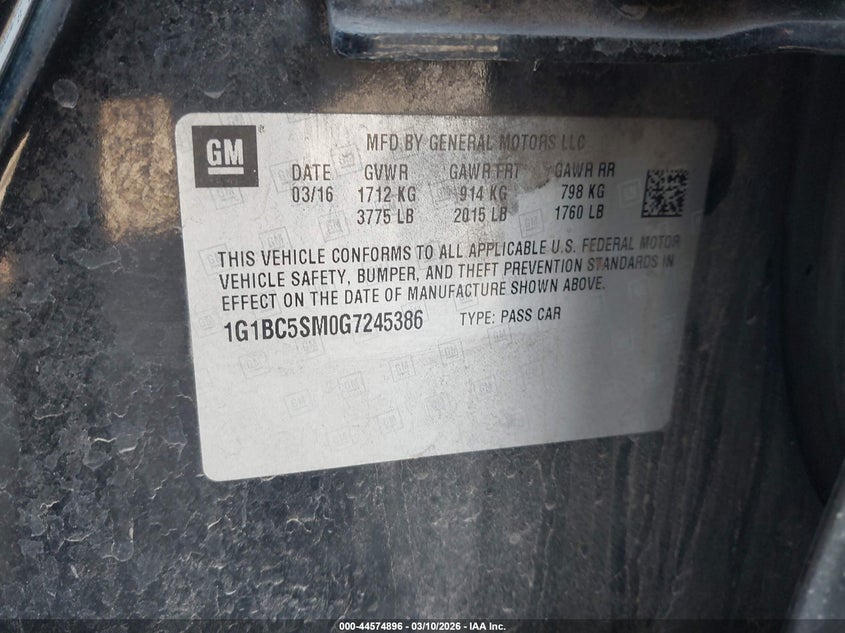 GM
MFD BY GENERAL MOTORS LLC
DATE GVWR GAWR FRT GAWR RR
03/16 1712 KG 914 KG 798 KG
3775 LB 2015 LB 1760 LB
THIS VEHICLE CONFORMS TO ALL APPLICABLE U.S. FEDERAL MOTOR
VEHICLE SAFETY, BUMPER, AND THEFT PREVENTION STANDARDS IN
EFFECT ON THE DATE OF MANUFACTURE SHOWN ABOVE.
1G1BC5SM0G7245386 TYPE: PASS CAR
000-44574896 - 03/10/2026 - IAA Inc.